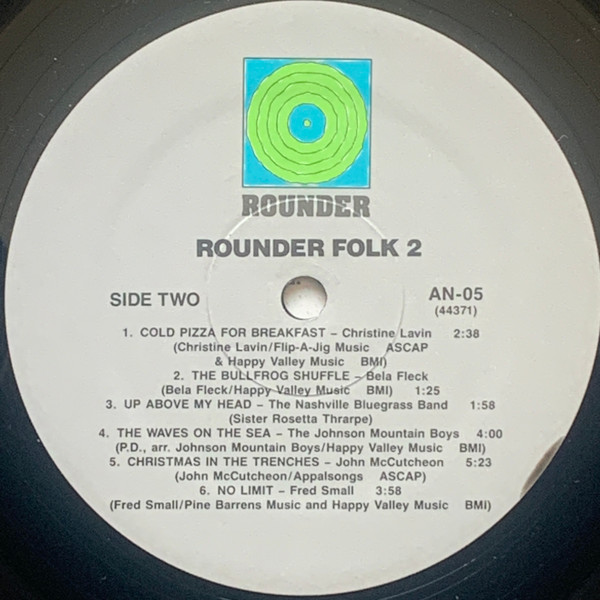 ROUNDER
ROUNDER FOLK 2
SIDE TWO
AN-05
(44371)
1. COLD PIZZA FOR BREAKFAST – Christine Lavin 2:38
(Christine Lavin/Flip-A-Jig Music ASCAP
& Happy Valley Music BMI)
2. THE BULLFROG SHUFFLE – Bela Fleck
(Bela Fleck/Happy Valley Music BMI) 1:25
3. UP ABOVE MY HEAD – The Nashville Bluegrass Band 1:58
(Sister Rosetta Thrarpe)
4. THE WAVES ON THE SEA – The Johnson Mountain Boys 4:00
(P.D., arr. Johnson Mountain Boys/Happy Valley Music BMI)
5. CHRISTMAS IN THE TRENCHES – John McCutcheon 5:23
(John McCutcheon/Appalsongs ASCAP)
6. NO LIMIT – Fred Small 3:58
(Fred Small/Pine Barrens Music and Happy Valley Music BMI)